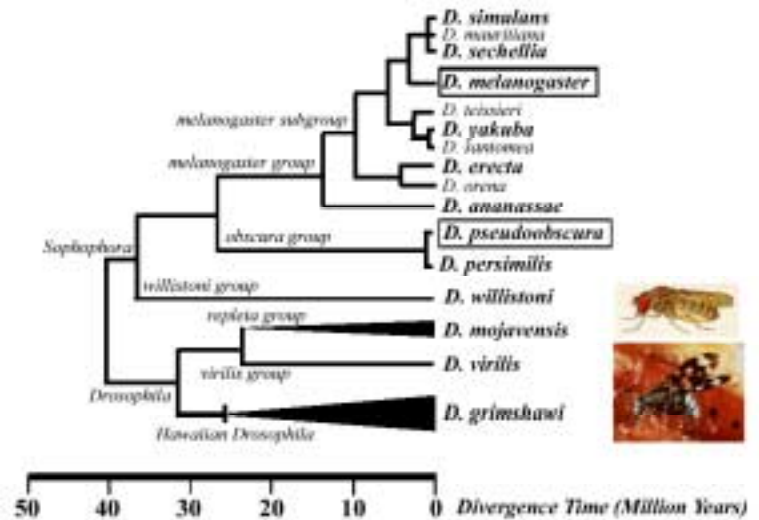 D. simulans
D. mauritiana
D. sechellia
D. melanogaster
D. teissieri
melanogaster subgroup
D. yakuba
D. santomea
melanogaster group
D. erecta
D. orena
D. ananassae
D. pseudoobscura
obscura group
Sophophora
D. persimilis
willistoni group
D. willistoni
repleta group
D. mojavensis
D. virilis
virilis group
Drosophila
D. grimshawi
Hawaiian Drosophila
50 40 30 20 10 0 Divergence Time (Million Years)